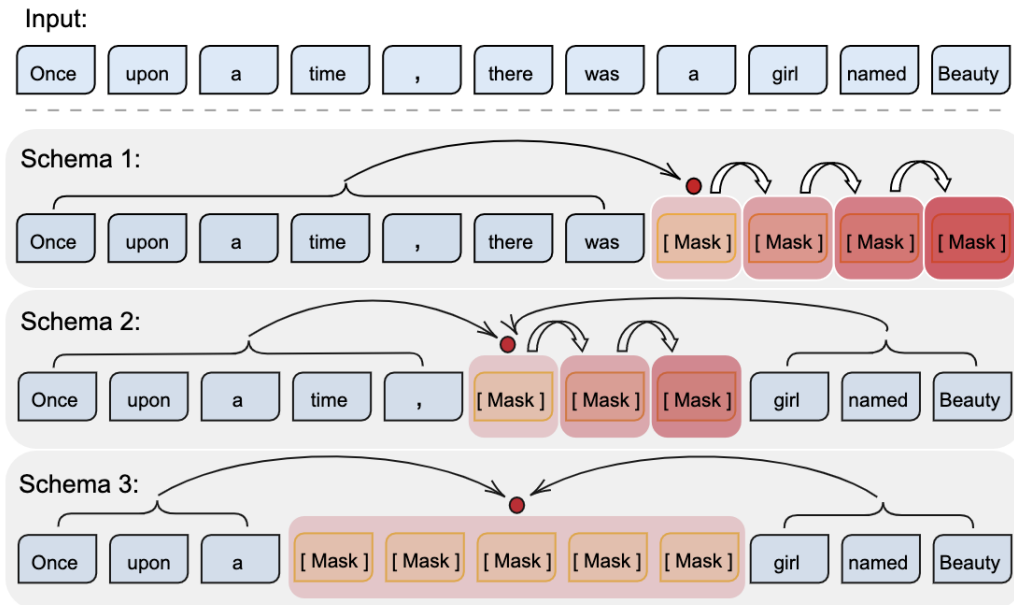 Input:
Once upon a time , there was a girl named Beauty
Schema 1:
Once upon a time , there was [ Mask ] [ Mask ] [ Mask ] [ Mask ]
Schema 2:
Once upon a time , [ Mask ] [ Mask ] [ Mask ] girl named Beauty
Schema 3:
Once upon a [ Mask ] [ Mask ] [ Mask ] [ Mask ] [ Mask ] girl named Beauty